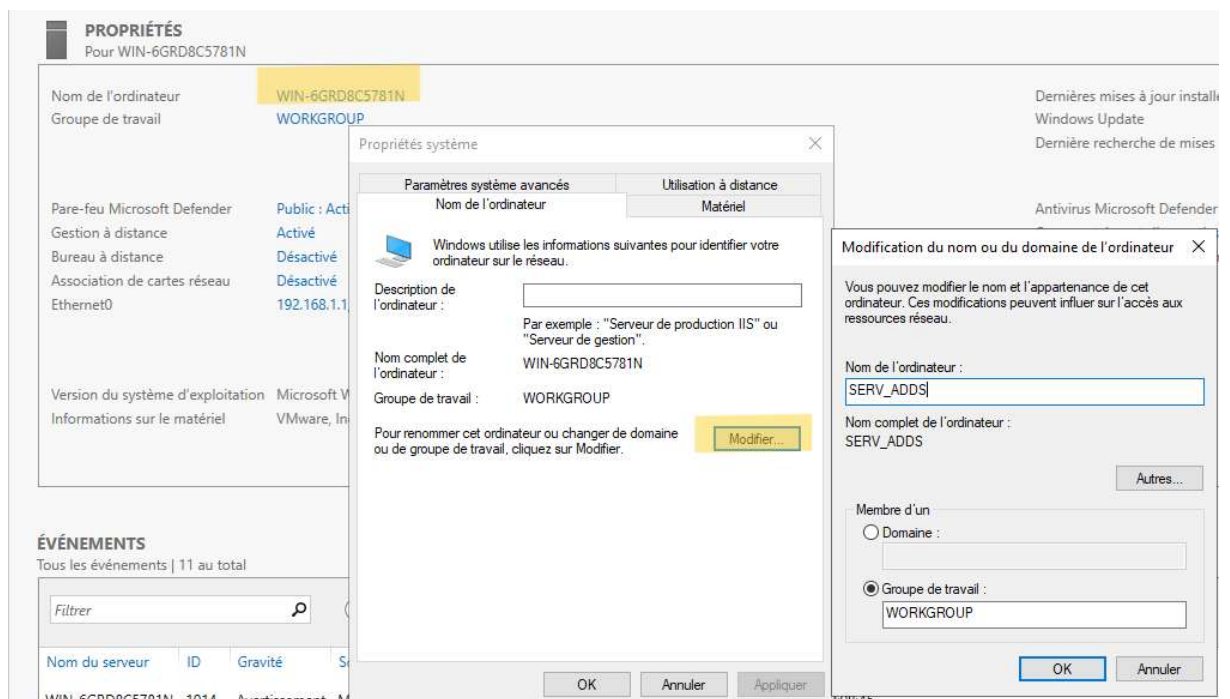 PROPRIÉTÉS
Pour WIN-6GRD8C5781N
Nom de l'ordinateur WIN-6GRD8C5781N
Groupe de travail WORKGROUP
Dernières mises à jour installé
Windows Update
Dernière recherche de mises
Pare-feu Microsoft Defender Public : Acti
Gestion à distance Activé
Bureau à distance Désactivé
Association de cartes réseau Désactivé
Ethernet0 192.168.1.1
Antivirus Microsoft Defender
Version du système d'exploitation Microsoft W
Informations sur le matériel VMware, In
Propriétés système
Paramètres système avancés Utilisation à distance
Nom de l'ordinateur Matériel
Windows utilise les informations suivantes pour identifier votre
ordinateur sur le réseau.
Description de
l'ordinateur :
Par exemple : "Serveur de production IIS" ou
"Serveur de gestion".
Nom complet de
l'ordinateur :
WIN-6GRD8C5781N
Groupe de travail : WORKGROUP
Pour renommer cet ordinateur ou changer de domaine
ou de groupe de travail, cliquez sur Modifier.
Modifier...
OK Annuler Appliquer
Modification du nom ou du domaine de l'ordinateur
Vous pouvez modifier le nom et l'appartenance de cet
ordinateur. Ces modifications peuvent influer sur l'accès aux
ressources réseau.
Nom de l'ordinateur :
SERV_ADDS
Nom complet de l'ordinateur :
SERV_ADDS
Autres...
Membre d'un
Domaine :
Groupe de travail :
WORKGROUP
OK Annuler
ÉVÉNEMENTS
Tous les événements | 11 au total
Filtrer
Nom du serveur ID Gravité
WIN-6GRD8C5781N 1014 Avertissement